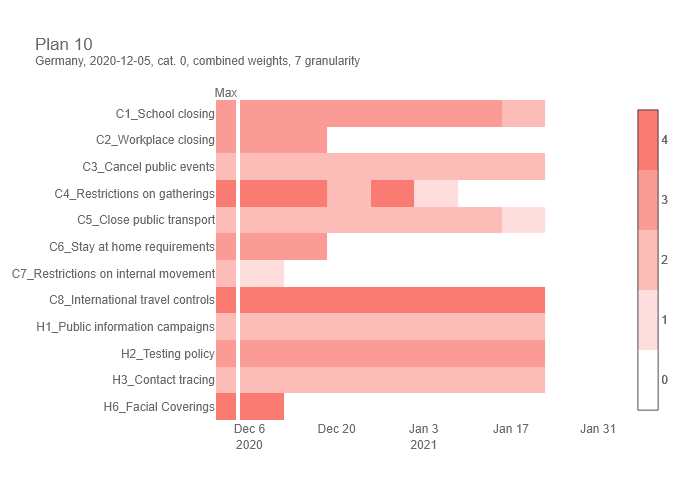 Plan 10
Germany, 2020-12-05, cat. 0, combined weights, 7 granularity
Max
C1_School closing
C2_Workplace closing
C3_Cancel public events
C4_Restrictions on gatherings
C5_Close public transport
C6_Stay at home requirements
C7_Restrictions on internal movement
C8_International travel controls
H1_Public information campaigns
H2_Testing policy
H3_Contact tracing
H6_Facial Coverings
Dec 6 Dec 20 Jan 3 Jan 17 Jan 31
2020 2021
4
3
2
1
0